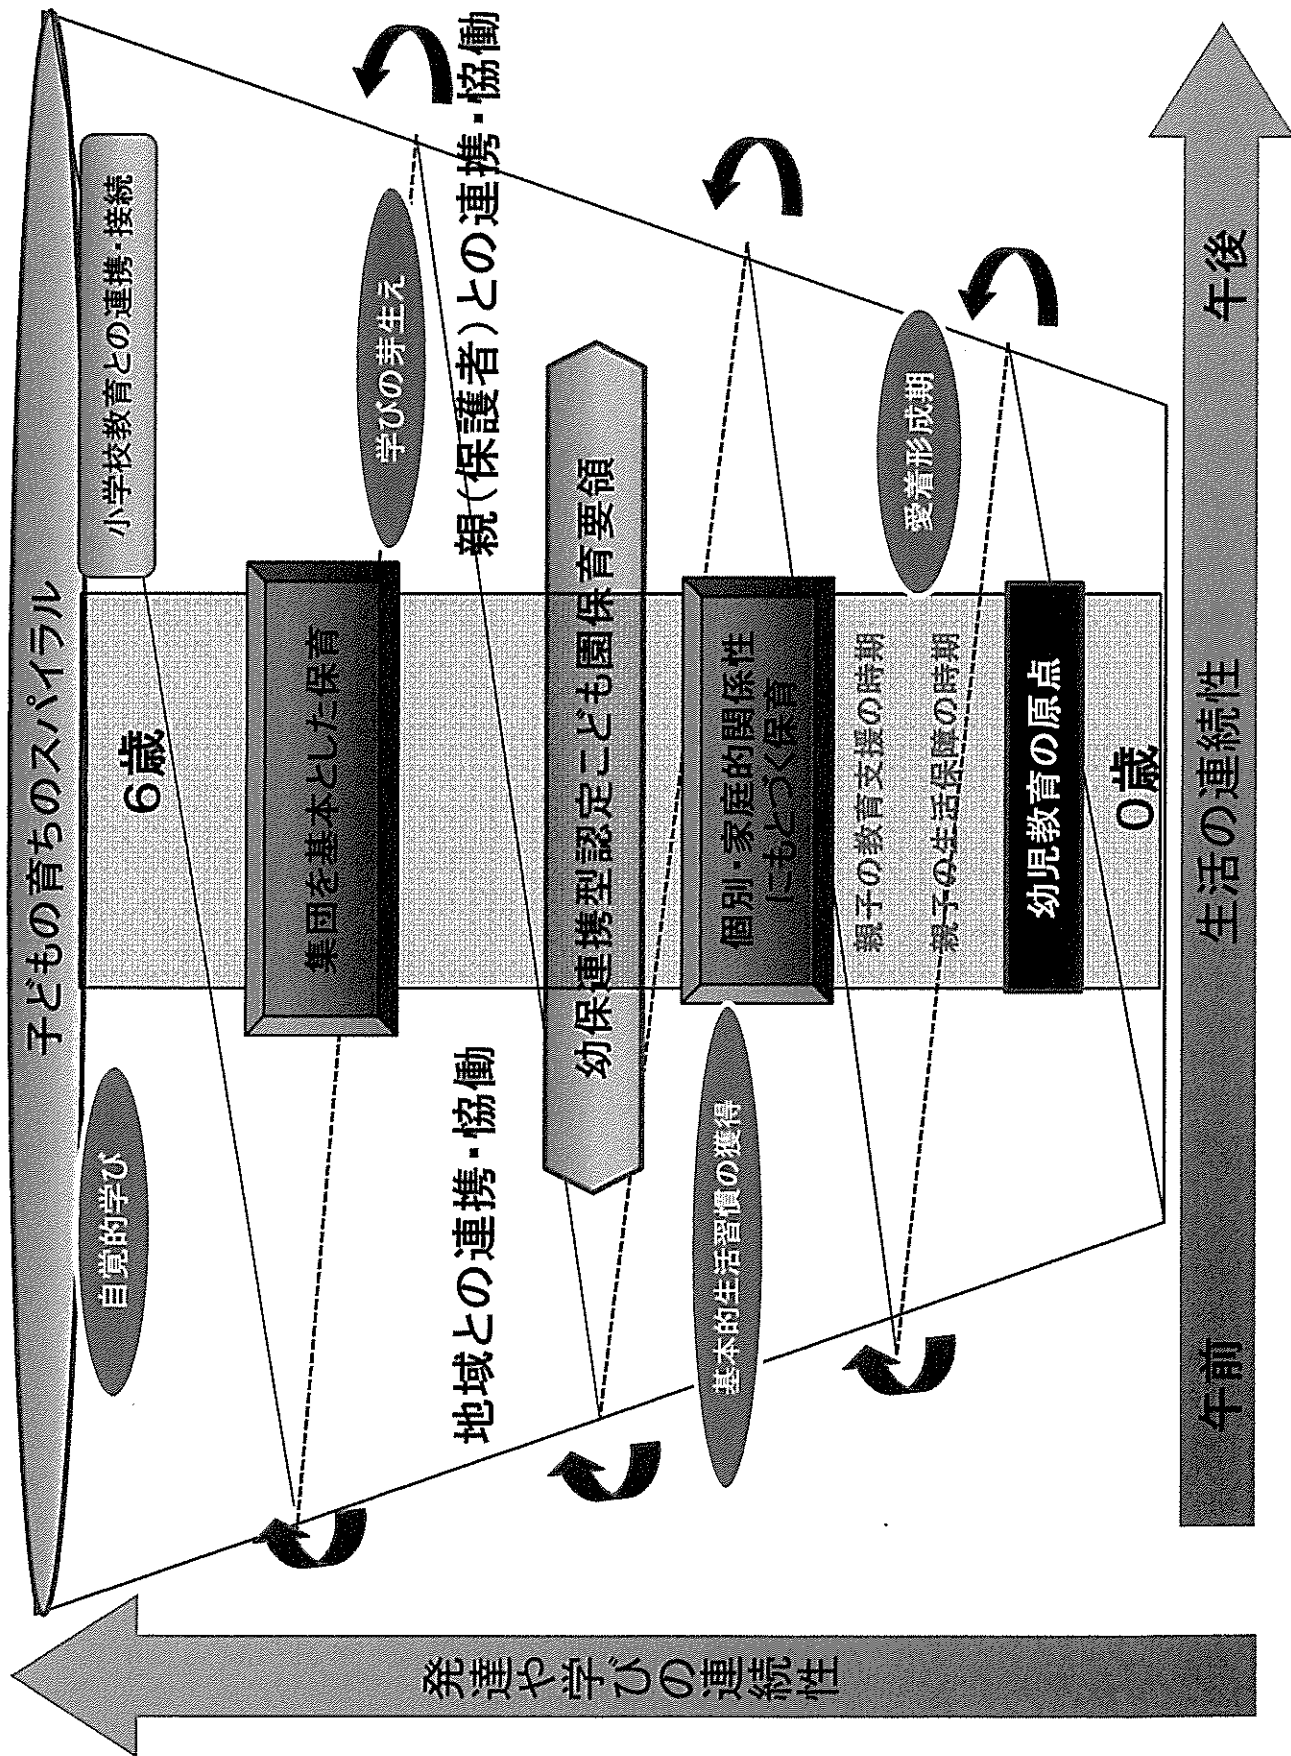 子どもの育ちのスパイラル
自覚的学び
6歳
小学校教育との連携・接続
集団を基本とした保育
学びの芽生え
地域との連携・協働
親(保護者)との連携・協働
幼保連携型認定こども園保育要領
基本的生活習慣の獲得
個別・家庭的関係性
にもとづく保育
親子の教育支援の時期
愛着形成期
親子の生活保障の時期
幼児教育の原点
0歳
午前
生活の連続性
午後
発達や学びの連続性